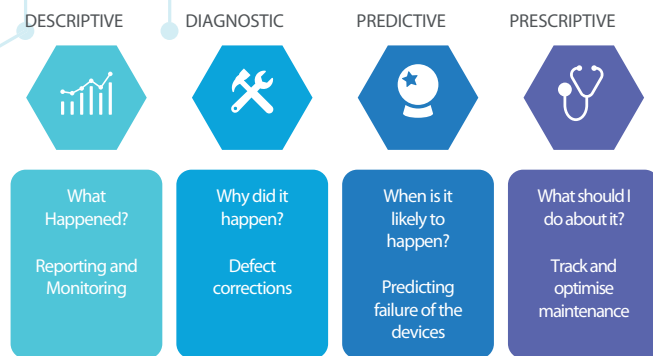 DESCRIPTIVE
DIAGNOSTIC
PREDICTIVE
PRESCRIPTIVE
What
Happened?
Reporting and
Monitoring
Why did it
happen?
Defect
corrections
When is it
likely to
happen?
Predicting
failure of the
devices
What should I
do about it?
Track and
optimise
maintenance